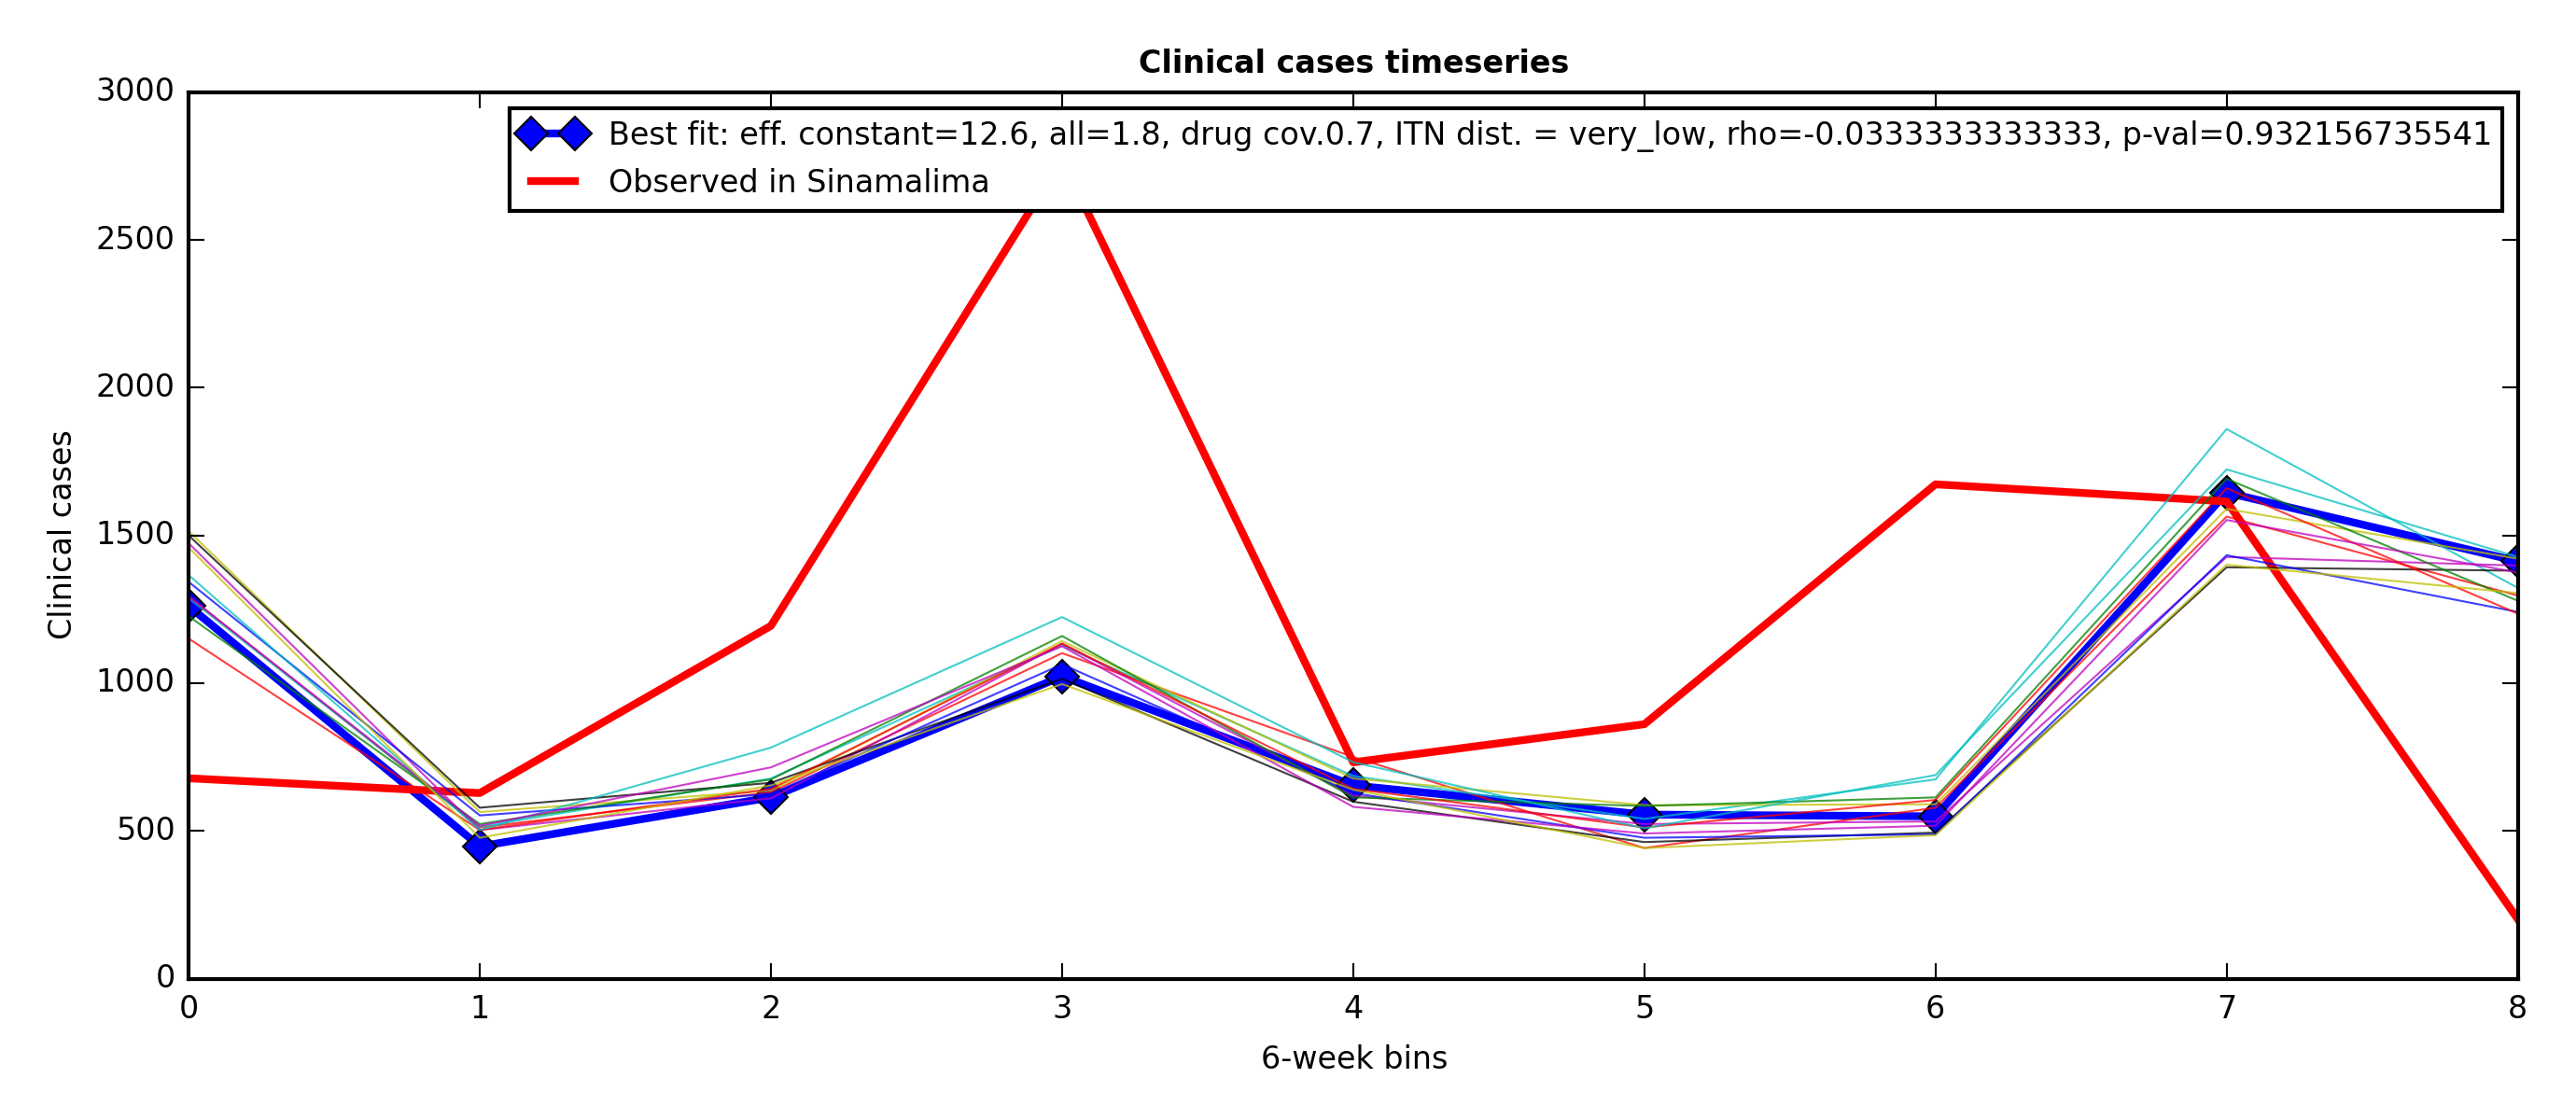 Clinical cases timeseries
3000
2500
2000
1500
1000
500
0
Clinical cases
Best fit: eff. constant=12.6, all=1.8, drug cov.0.7, ITN dist. = very_low, rho=-0.0333333333333, p-val=0.932156735541
Observed in Sinamalima
0 1 2 3 4 5 6 7 8
6-week bins